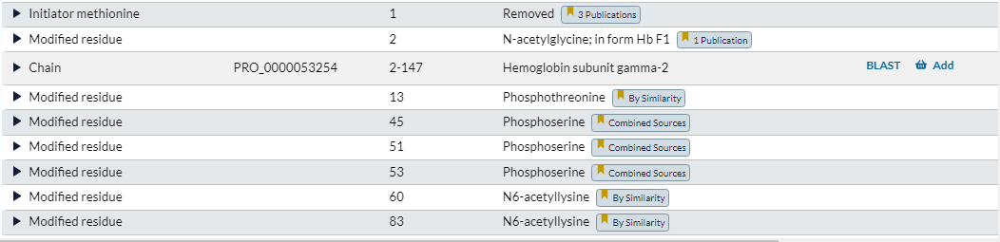 Initiator methionine 1 Removed 3 Publications
Modified residue 2 N-acetylglycine; in form Hb F1 1 Publication
Chain PRO_0000053254 2-147 Hemoglobin subunit gamma-2 BLAST Add
Modified residue 13 Phosphothreonine By Similarity
Modified residue 45 Phosphoserine Combined Sources
Modified residue 51 Phosphoserine Combined Sources
Modified residue 53 Phosphoserine Combined Sources
Modified residue 60 N6-acetyllysine By Similarity
Modified residue 83 N6-acetyllysine By Similarity